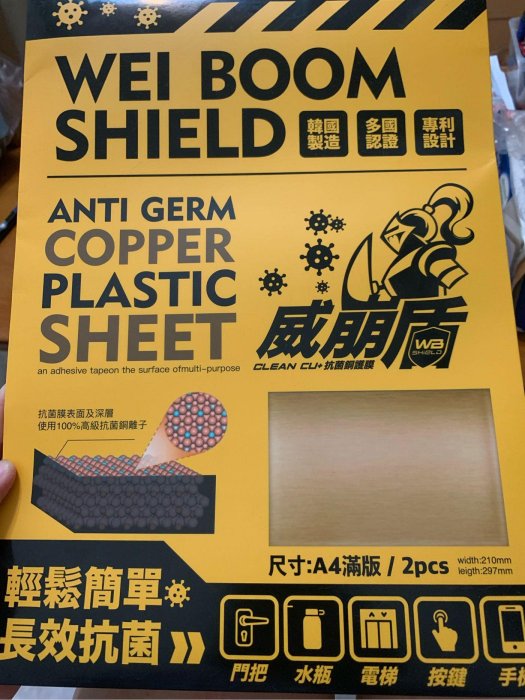 WEI BOOM
SHIELD
韓國
製造
多國
認證
專利
設計
ANTI GERM
COPPER
PLASTIC
SHEET
an adhesive tapeon the surface ofmulti-purpose
威朋盾
WB
SHIELD
CLEAN CU+抗菌銅護膜
抗菌膜表面及深層
使用100%高級抗菌銅離子
尺寸:A4滿版 / 2pcs
width:210mm
leigth:297mm
輕鬆簡單
長效抗菌
門把
水瓶
電梯
按鍵
手機